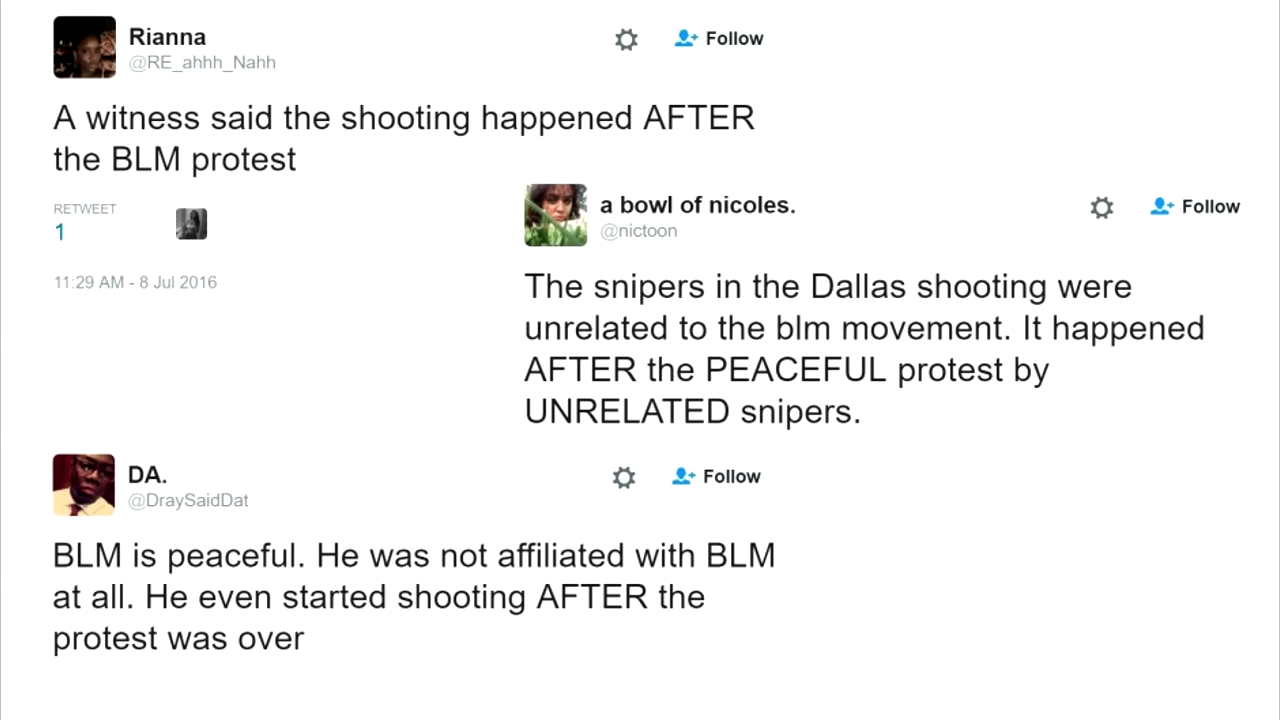 Rianna
@RE_ahhh_Nahh
Follow
A witness said the shooting happened AFTER
the BLM protest
RETWEET
1
11:29 AM - 8 Jul 2016
a bowl of nicoles.
@nictoon
Follow
The snipers in the Dallas shooting were
unrelated to the blm movement. It happened
AFTER the PEACEFUL protest by
UNRELATED snipers.
DA.
@DraySaidDat
Follow
BLM is peaceful. He was not affiliated with BLM
at all. He even started shooting AFTER the
protest was over